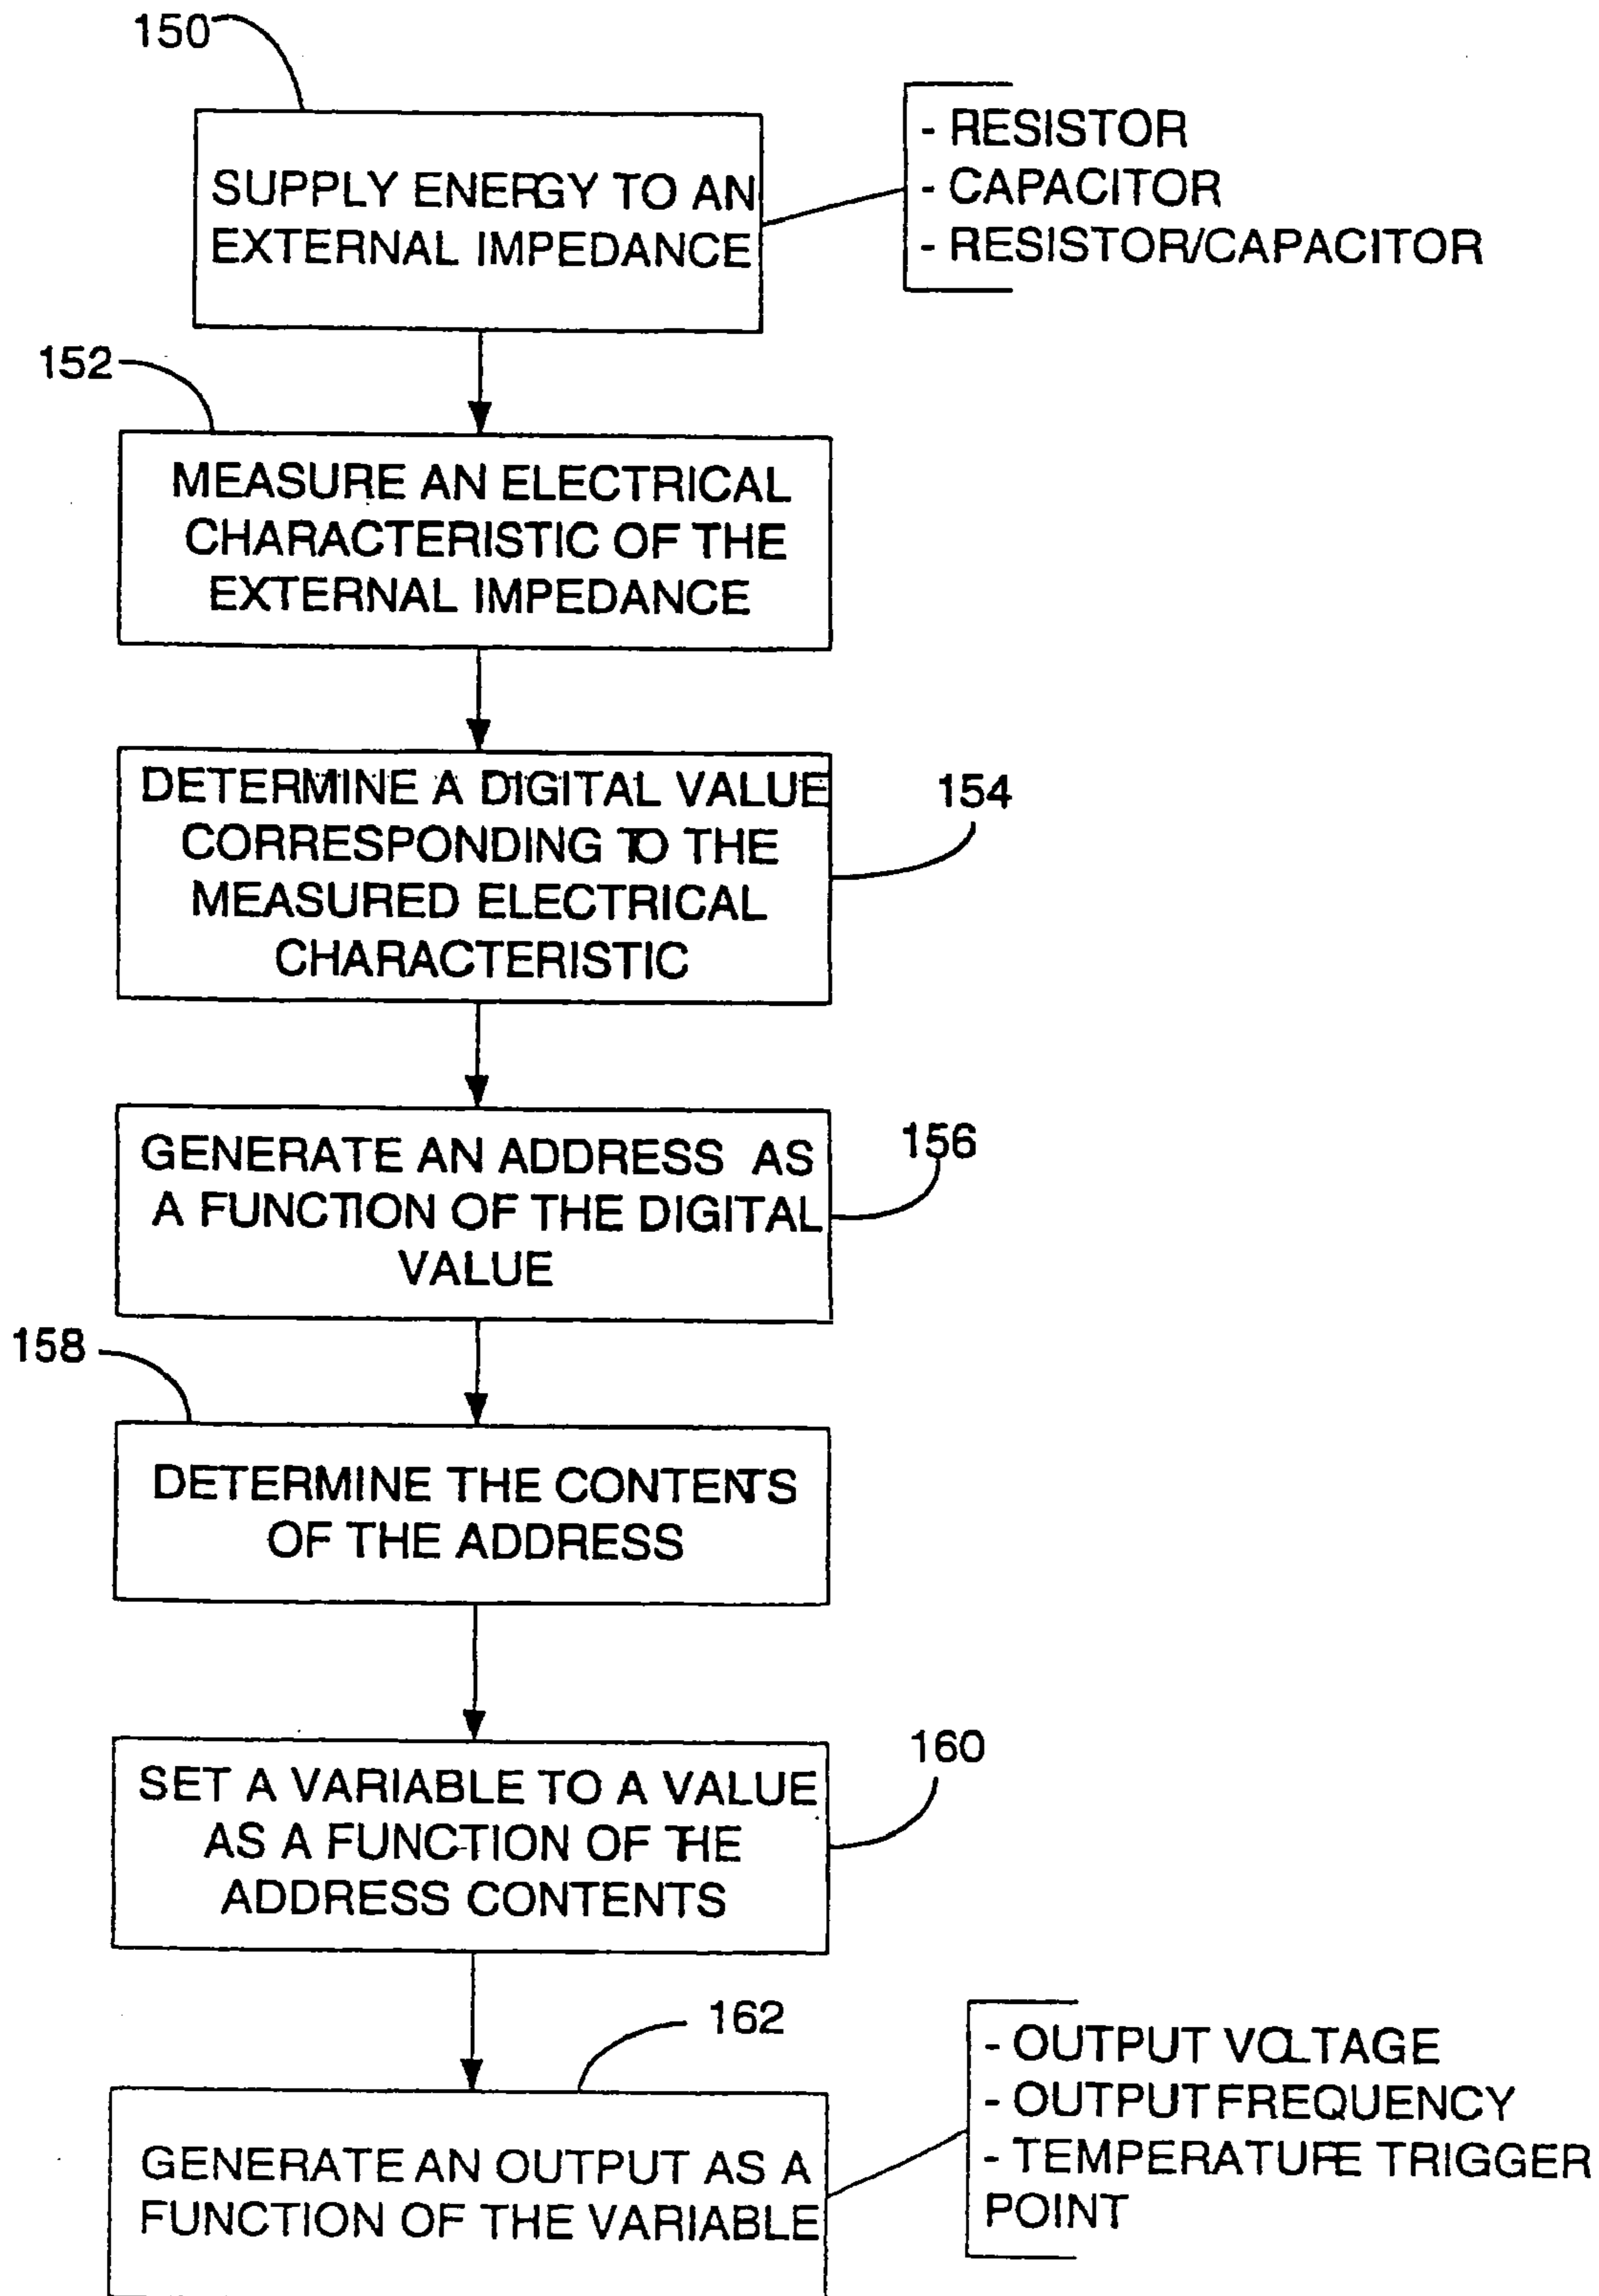 150
SUPPLY ENERGY TO AN
EXTERNAL IMPEDANCE
- RESISTOR
- CAPACITOR
- RESISTOR/CAPACITOR
152
MEASURE AN ELECTRICAL
CHARACTERISTIC OF THE
EXTERNAL IMPEDANCE
DETERMINE A DIGITAL VALUE
CORRESPONDING TO THE
MEASURED ELECTRICAL
CHARACTERISTIC
154
GENERATE AN ADDRESS AS
A FUNCTION OF THE DIGITAL
VALUE
156
158
DETERMINE THE CONTENTS
OF THE ADDRESS
SET A VARIABLE TO A VALUE
AS A FUNCTION OF THE
ADDRESS CONTENTS
160
162
GENERATE AN OUTPUT AS A
FUNCTION OF THE VARIABLE
- OUTPUT VOLTAGE
- OUTPUT FREQUENCY
- TEMPERATURE TRIGGER
POINT